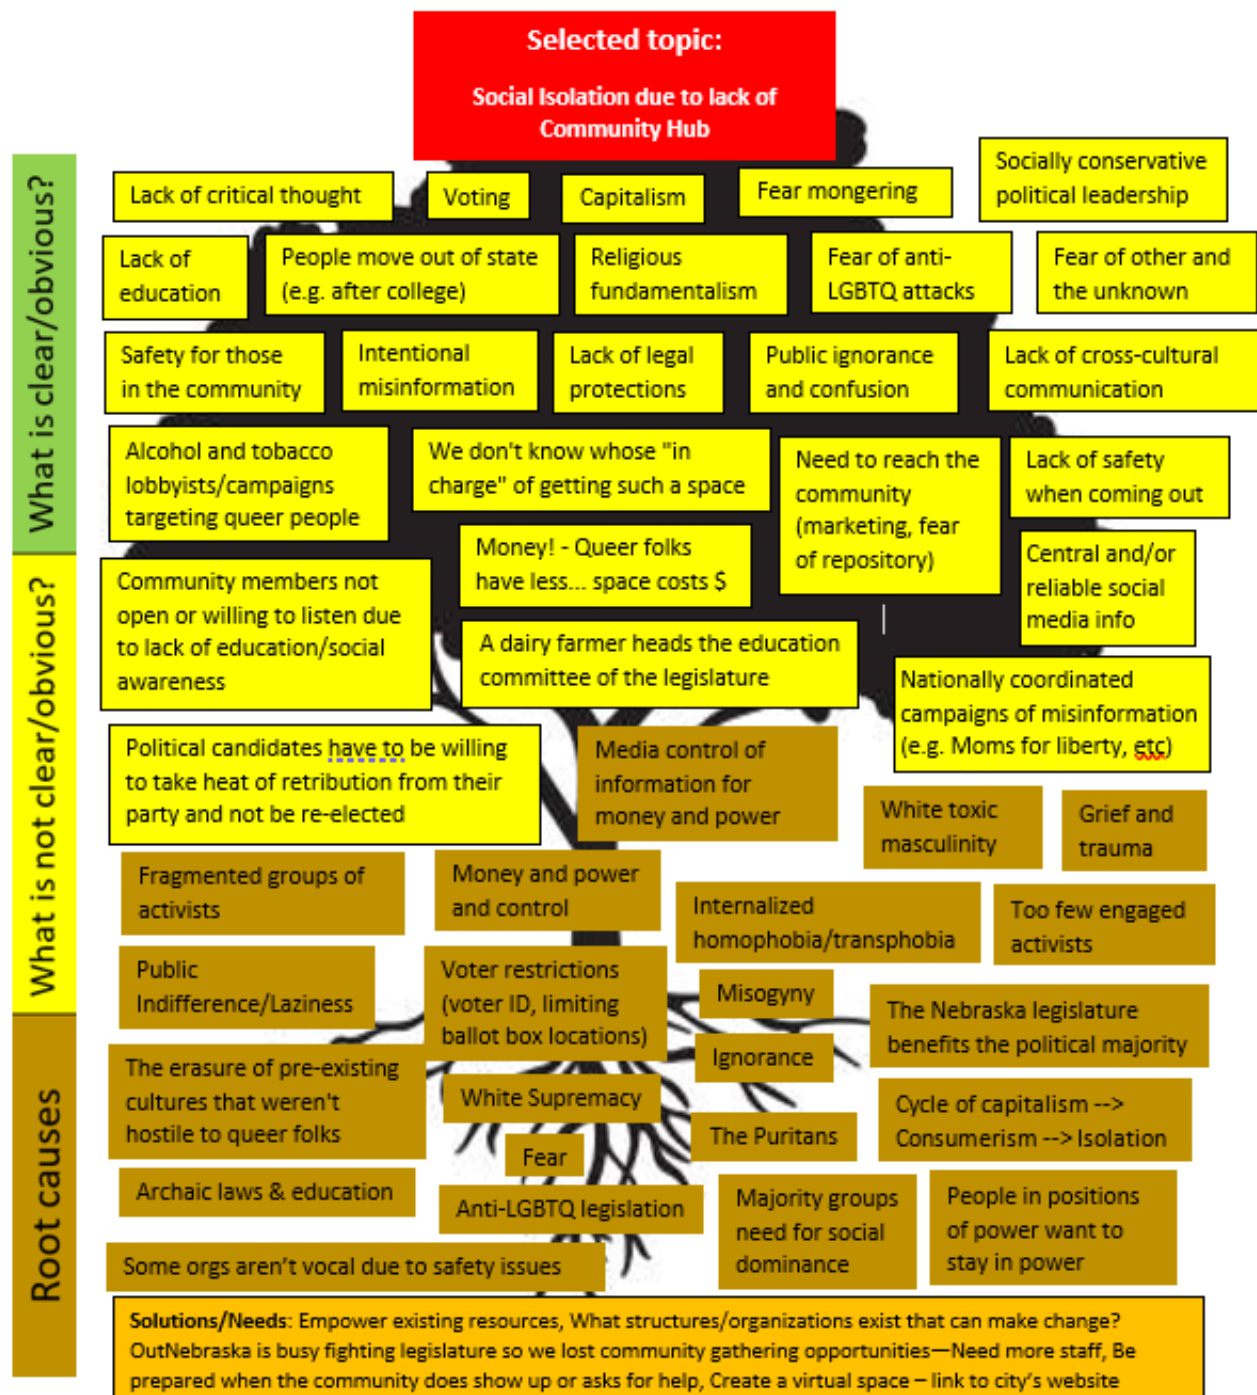 Selected topic:
Social Isolation due to lack of
Community Hub
What is clear/obvious?
What is not clear/obvious?
Root causes
Lack of critical thought
Voting
Capitalism
Fear mongering
Socially conservative
political leadership
Lack of
education
People move out of state
(e.g. after college)
Religious
fundamentalism
Fear of anti-
LGBTQ attacks
Fear of other and
the unknown
Safety for those
in the community
Intentional
misinformation
Lack of legal
protections
Public ignorance
and confusion
Lack of cross-cultural
communication
Alcohol and tobacco
lobbyists/campaigns
targeting queer people
We don't know whose "in
charge" of getting such a space
Need to reach the
community
(marketing, fear
of repository)
Lack of safety
when coming out
Money! - Queer folks
have less... space costs $
Central and/or
reliable social
media info
Community members not
open or willing to listen due
to lack of education/social
awareness
A dairy farmer heads the education
committee of the legislature
Nationally coordinated
campaigns of misinformation
(e.g. Moms for liberty, etc)
Political candidates have to be willing
to take heat of retribution from their
party and not be re-elected
Media control of
information for
money and power
White toxic
masculinity
Grief and
trauma
Fragmented groups of
activists
Money and power
and control
Internalized
homophobia/transphobia
Too few engaged
activists
Public
Indifference/Laziness
Voter restrictions
(voter ID, limiting
ballot box locations)
Misogyny
The Nebraska legislature
benefits the political majority
Ignorance
The erasure of pre-existing
cultures that weren't
hostile to queer folks
White Supremacy
Cycle of capitalism -->
Consumerism --> Isolation
The Puritans
Fear
Archaic laws & education
Anti-LGBTQ legislation
Majority groups
need for social
dominance
People in positions
of power want to
stay in power
Some orgs aren't vocal due to safety issues
Solutions/Needs: Empower existing resources, What structures/organizations exist that can make change?
OutNebraska is busy fighting legislature so we lost community gathering opportunities—Need more staff, Be
prepared when the community does show up or asks for help, Create a virtual space – link to city's website